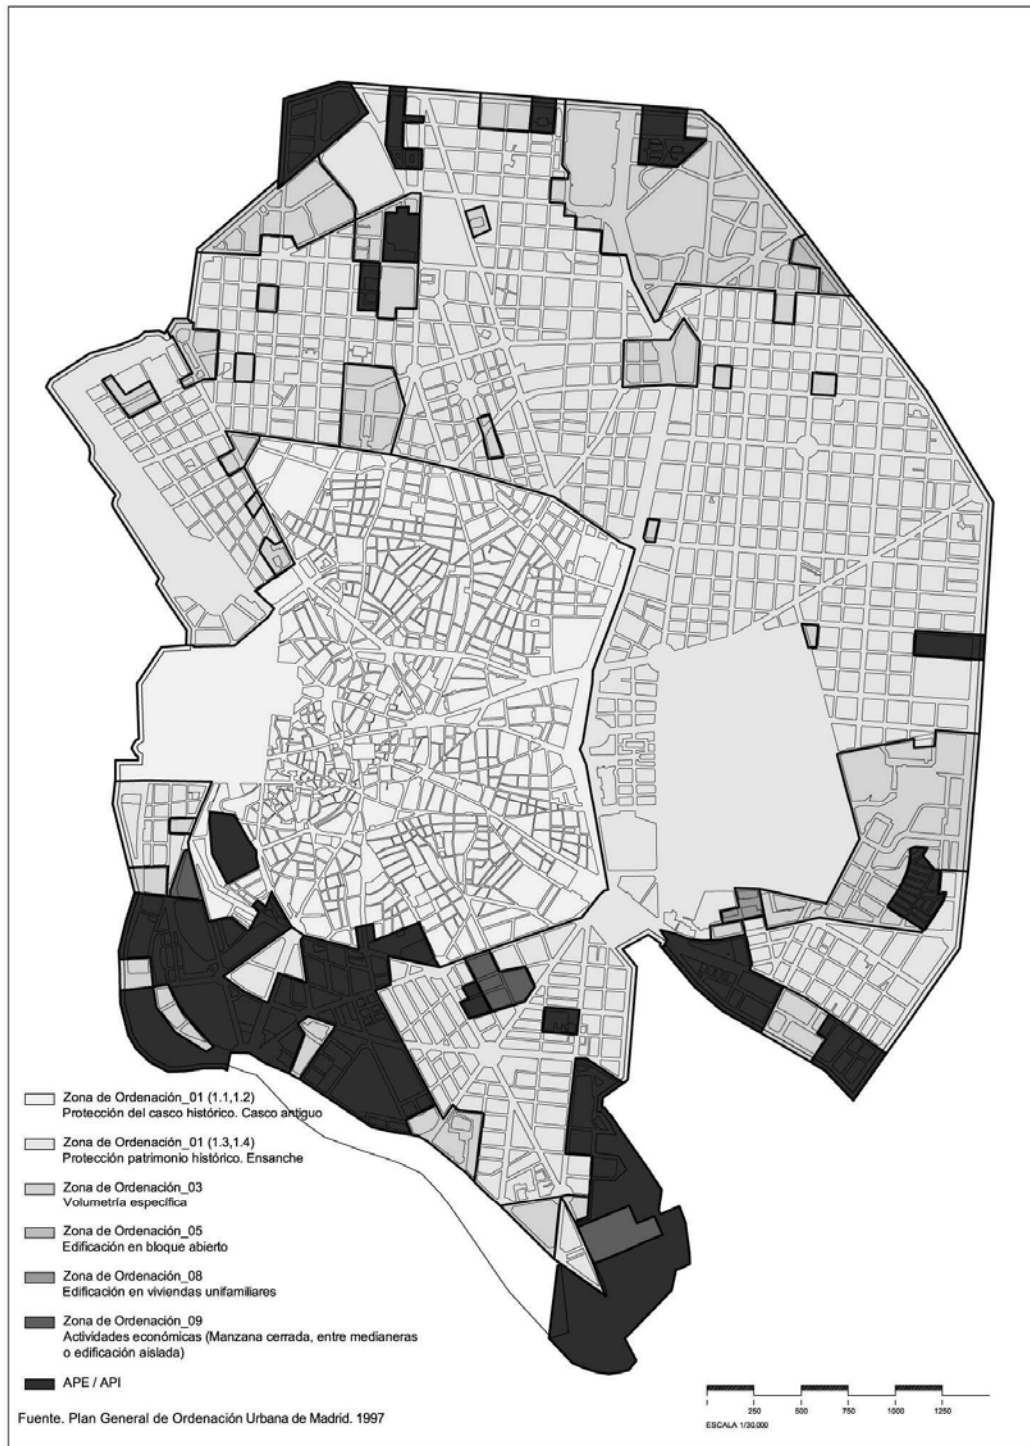 Zona de Ordenación_01 (1.1,1.2)
Protección del casco histórico. Casco antiguo
Zona de Ordenación_01 (1.3,1.4)
Protección patrimonio histórico. Ensanche
Zona de Ordenación_03
Volumetría específica
Zona de Ordenación_05
Edificación en bloque abierto
Zona de Ordenación_08
Edificación en viviendas unifamiliares
Zona de Ordenación_09
Actividades económicas (Manzana cerrada, entre medianeras
o edificación aislada)
APE / API
Fuente. Plan General de Ordenación Urbana de Madrid. 1997
250 500 750 1000 1250
ESCALA 1/30.000